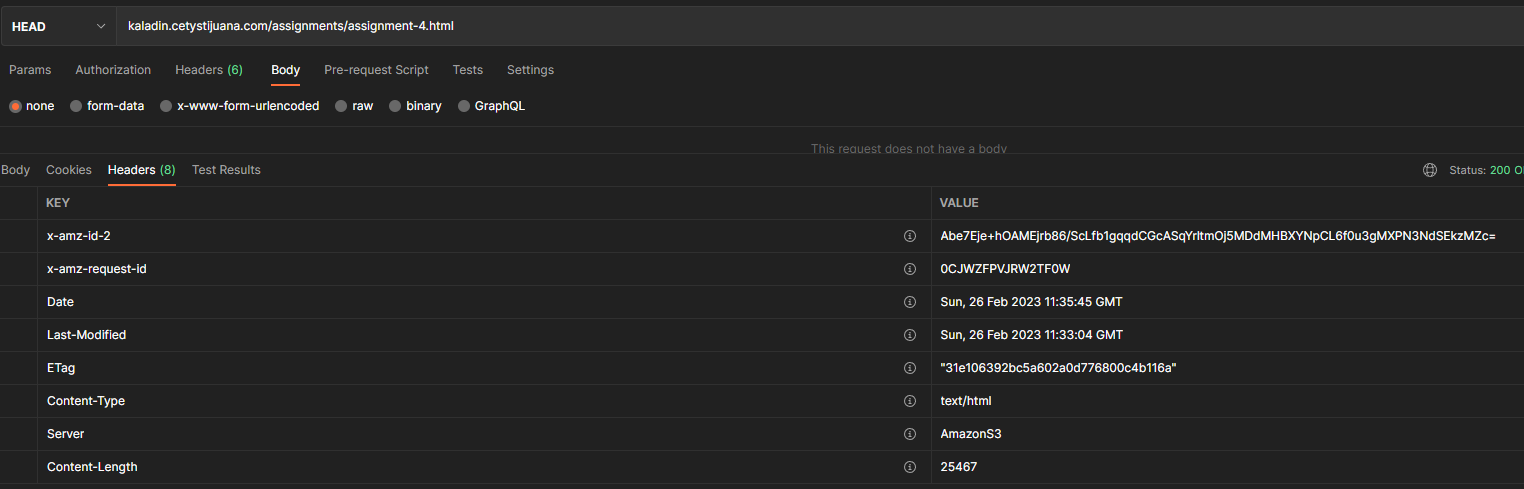 HEAD kaladin.cetystijuana.com/assignments/assignment-4.html
Params Authorization Headers (6) Body Pre-request Script Tests Settings
none form-data x-www-form-urlencoded raw binary GraphQL
This request does not have a body
Body Cookies Headers (8) Test Results Status: 200 O
KEY VALUE
x-amz-id-2 Abe7Eje+hOAMEjrb86/ScLfb1gqqdCGcASqYrltmOj5MDdMHBXYNpCL6f0u3gMXPN3NdSEkzMZc=
x-amz-request-id 0CJWZFPVJRW2TF0W
Date Sun, 26 Feb 2023 11:35:45 GMT
Last-Modified Sun, 26 Feb 2023 11:33:04 GMT
ETag "31e106392bc5a602a0d776800c4b116a"
Content-Type text/html
Server AmazonS3
Content-Length 25467